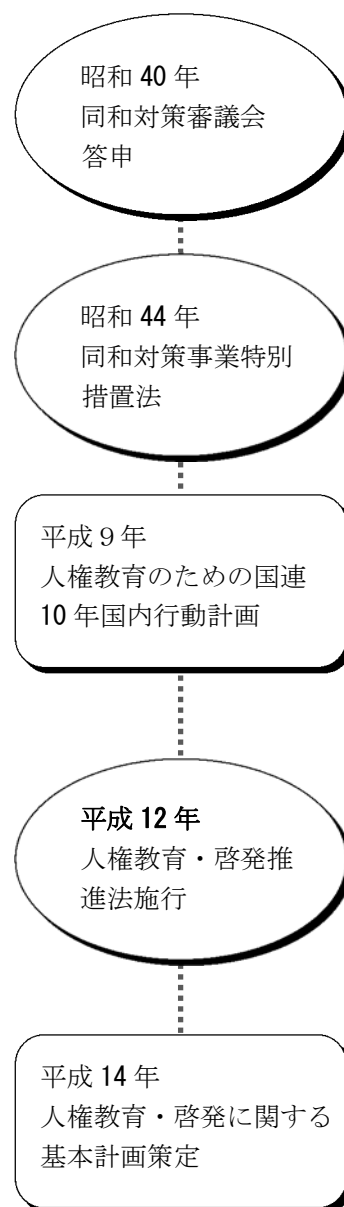 昭和 40 年
同和対策審議会
答申
昭和 44 年
同和対策事業特別
措置法
平成９年
人権教育のための国連
10 年国内行動計画
平成 12 年
人権教育・啓発推
進法施行
平成 14 年
人権教育・啓発に関する
基本計画策定